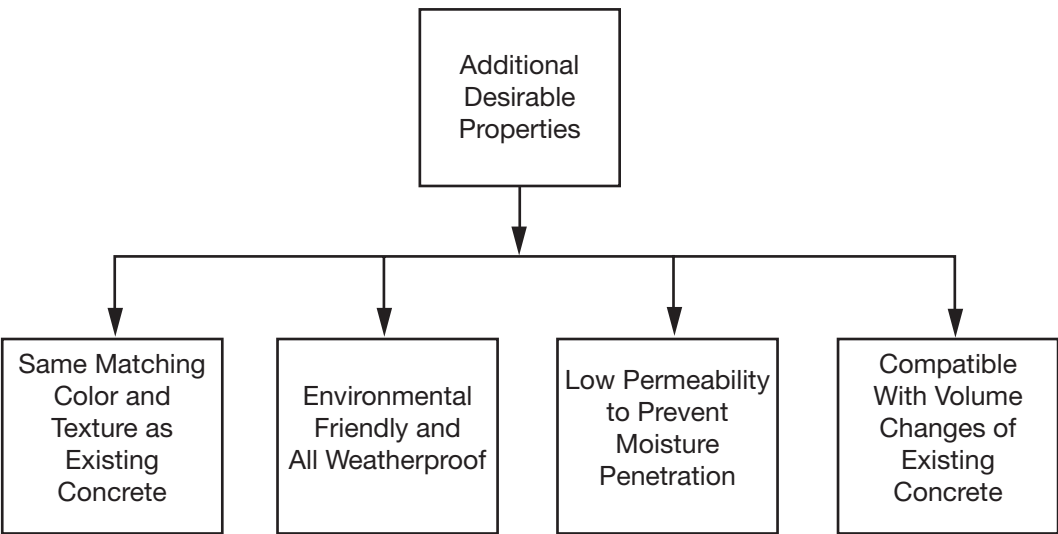 Additional
Desirable
Properties
Same Matching
Color and
Texture as
Existing
Concrete
Environmental
Friendly and
All Weatherproof
Low Permeability
to Prevent
Moisture
Penetration
Compatible
With Volume
Changes of
Existing
Concrete